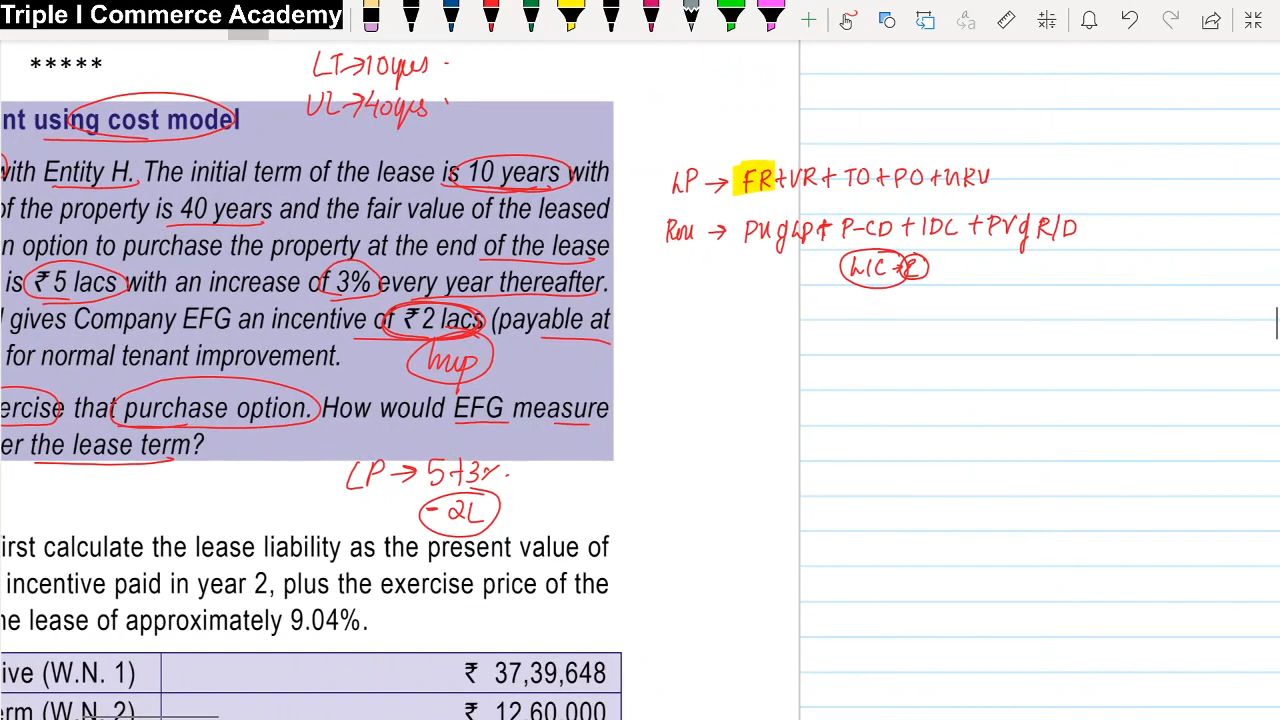 Triple I Commerce Academy
*****
LT→10yrs
UL→40yrs
nt using cost model
with Entity H. The initial term of the lease is 10 years with
of the property is 40 years and the fair value of the leased
n option to purchase the property at the end of the lease
is ₹ 5 lacs with an increase of 3% every year thereafter.
l gives Company EFG an incentive of ₹ 2 lacs (payable at
for normal tenant improvement.
Imp
ercise that purchase option. How would EFG measure
er the lease term?
LP → 5+3%
- 2L
irst calculate the lease liability as the present value of
incentive paid in year 2, plus the exercise price of the
he lease of approximately 9.04%.
ive (W.N. 1) ₹ 37,39,648
erm (W.N. 2) ₹ 12,60,000
LP → FR+VR+ TO+PO+URV
Rou → PV of LP+ P-CD + IDC + PV of R/D